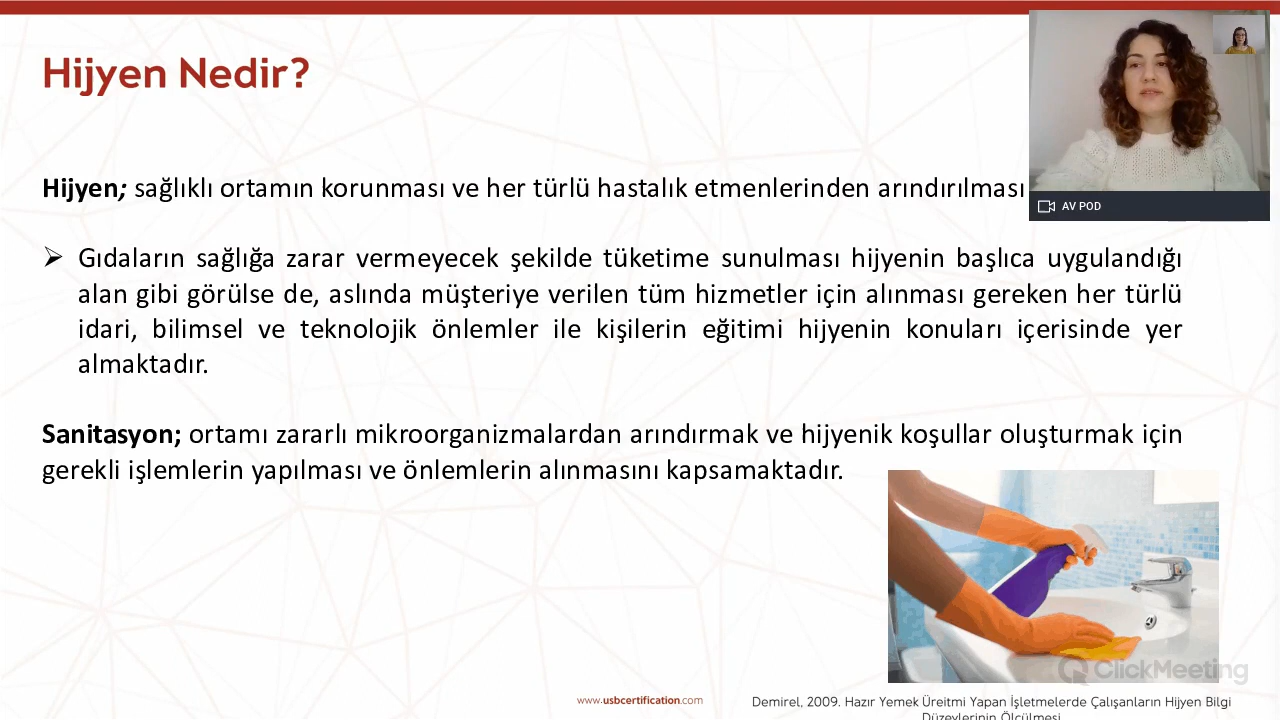 Hijyen Nedir?
Hijyen; sağlıklı ortamın korunması ve her türlü hastalık etmenlerinden arındırılması
AV POD
➢ Gıdaların sağlığa zarar vermeyecek şekilde tüketime sunulması hijyenin başlıca uygulandığı
alan gibi görülse de, aslında müşteriye verilen tüm hizmetler için alınması gereken her türlü
idari, bilimsel ve teknolojik önlemler ile kişilerin eğitimi hijyenin konuları içerisinde yer
almaktadır.
Sanitasyon; ortamı zararlı mikroorganizmalardan arındırmak ve hijyenik koşullar oluşturmak için
gerekli işlemlerin yapılması ve önlemlerin alınmasını kapsamaktadır.
ClickMeeting
www.usbcertification.com
Demirel, 2009. Hazır Yemek Üreitmi Yapan İşletmelerde Çalışanların Hijyen Bilgi
Düzeylerinin Ölçülmesi